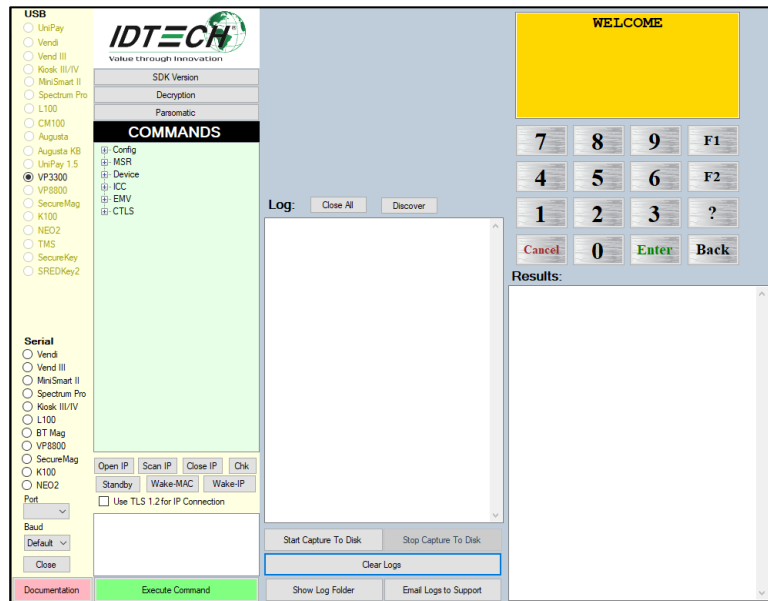 USB
UniPay
Vendi
Vend III
Kiosk III/IV
MiniSmart II
Spectrum Pro
L100
CM100
Augusta
Augusta KB
UniPay 1.5
VP3300
VP8800
SecureMag
K100
NEO2
TMS
SecureKey
SREDKey2
Serial
Vendi
Vend III
MiniSmart II
Spectrum Pro
Kiosk III/IV
L100
BT Mag
VP8800
SecureMag
K100
NEO2
Port
Baud
Default
Close
Documentation
IDTECH®
Value through Innovation
SDK Version
Decryption
Parsomatic
COMMANDS
Config
MSR
Device
ICC
EMV
CTLS
Open IP Scan IP Close IP Chk
Standby Wake-MAC Wake-IP
Use TLS 1.2 for IP Connection
Execute Command
Log: Close All Discover
Start Capture To Disk Stop Capture To Disk
Clear Logs
Show Log Folder Email Logs to Support
WELCOME
7 8 9 F1
4 5 6 F2
1 2 3 ?
Cancel 0 Enter Back
Results: